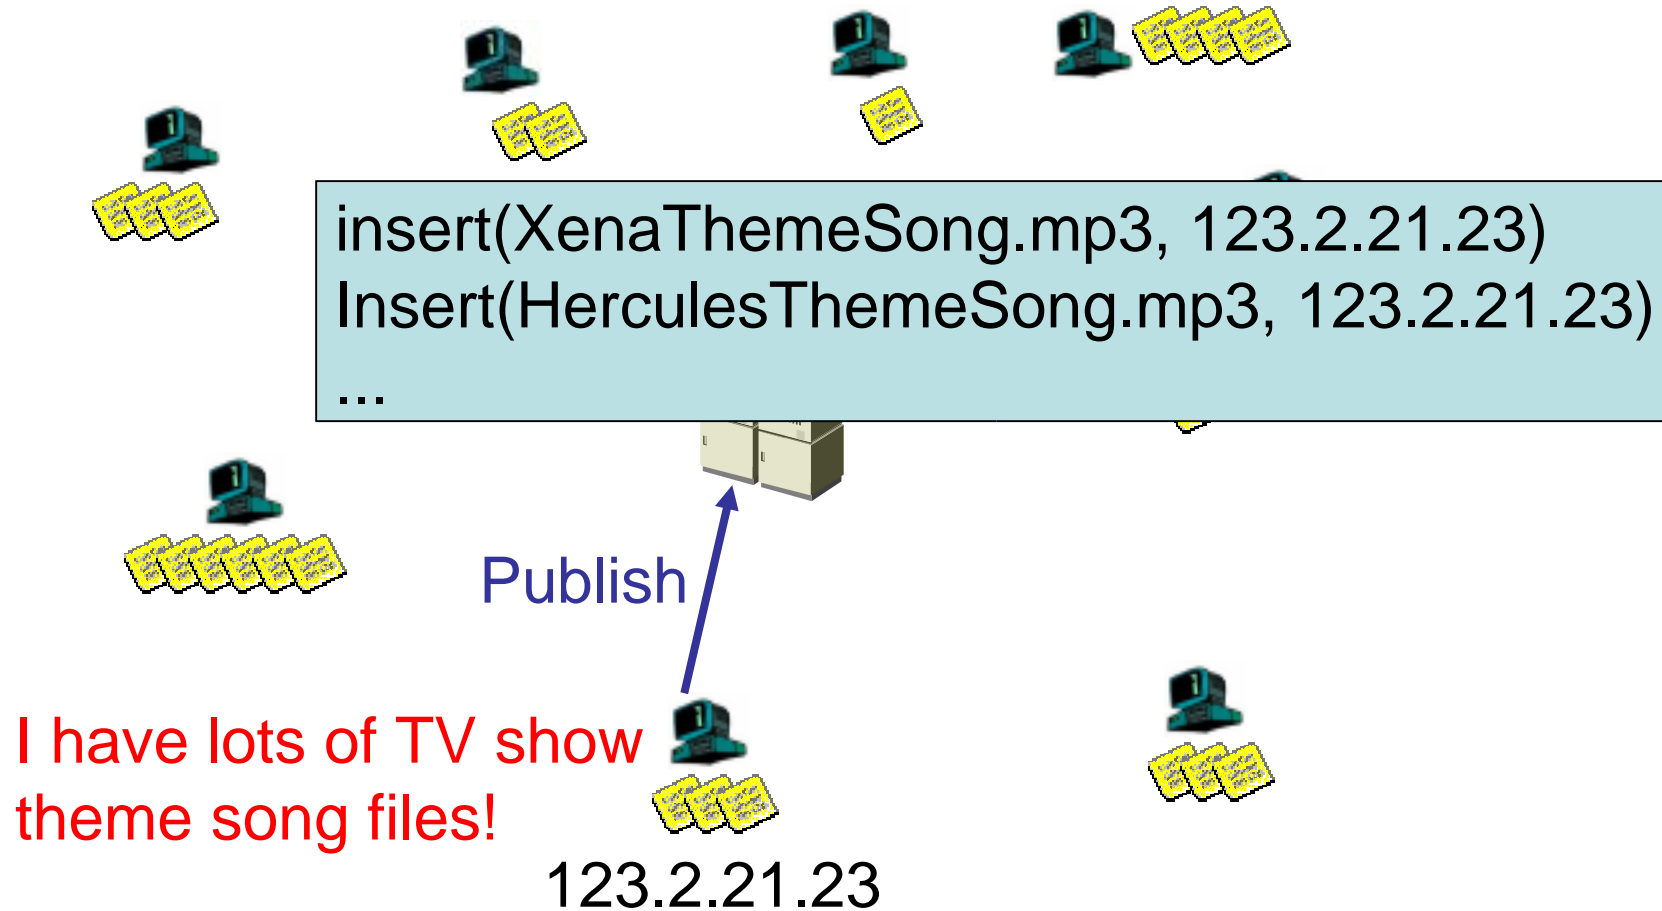 insert(XenaThemeSong.mp3, 123.2.21.23)
Insert(HerculesThemeSong.mp3, 123.2.21.23)
...
Publish
I have lots of TV show
theme song files!
123.2.21.23